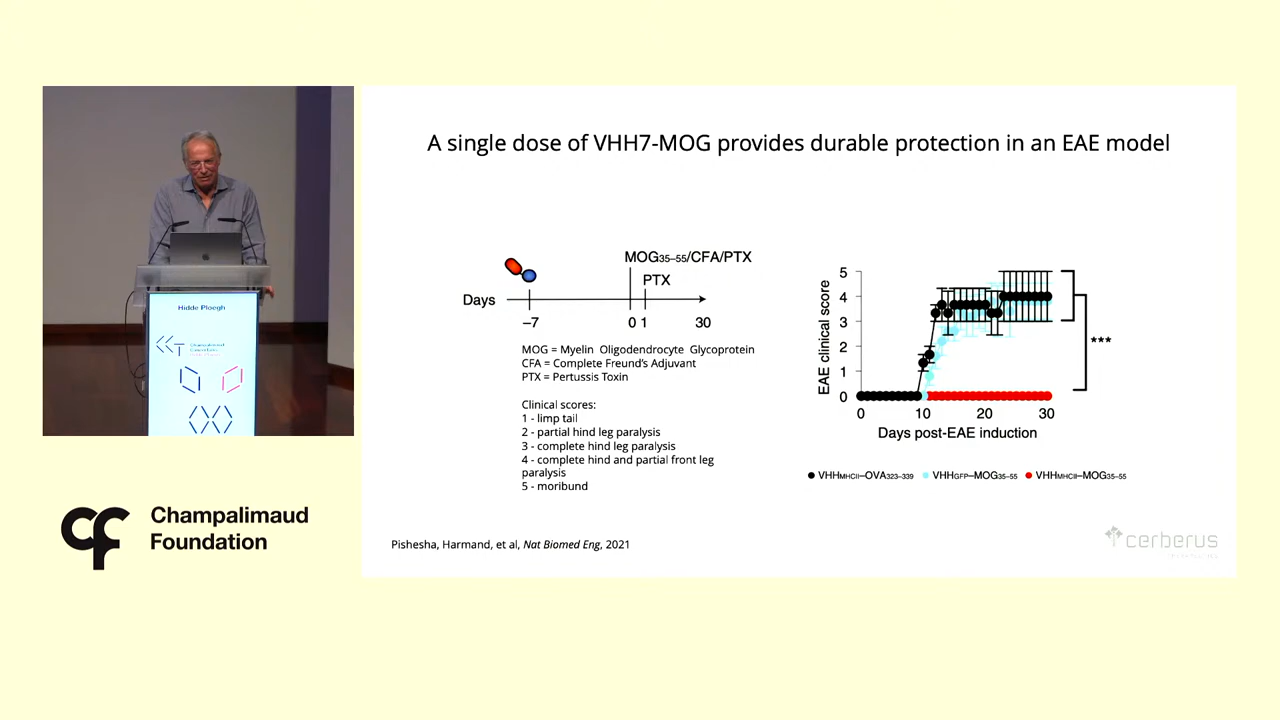 A single dose of VHH7-MOG provides durable protection in an EAE model
Hidde Ploegh
Champalimaud
Champalimaud
Foundation
MOG35–55/CFA/PTX
PTX
Days
–7
0 1
30
MOG = Myelin Oligodendrocyte Glycoprotein
CFA = Complete Freund's Adjuvant
PTX = Pertussis Toxin
Clinical scores:
1 - limp tail
2 - partial hind leg paralysis
3 - complete hind leg paralysis
4 - complete hind and partial front leg
paralysis
5 - moribund
EAE clinical score
5
4
3
2
1
0
0 10 20 30
Days post-EAE induction
***
VHHMHCII–OVA323–339 VHHGFP–MOG35–55 VHHMHCII–MOG35–55
Pishesha, Harmand, et al, Nat Biomed Eng, 2021
cerberus